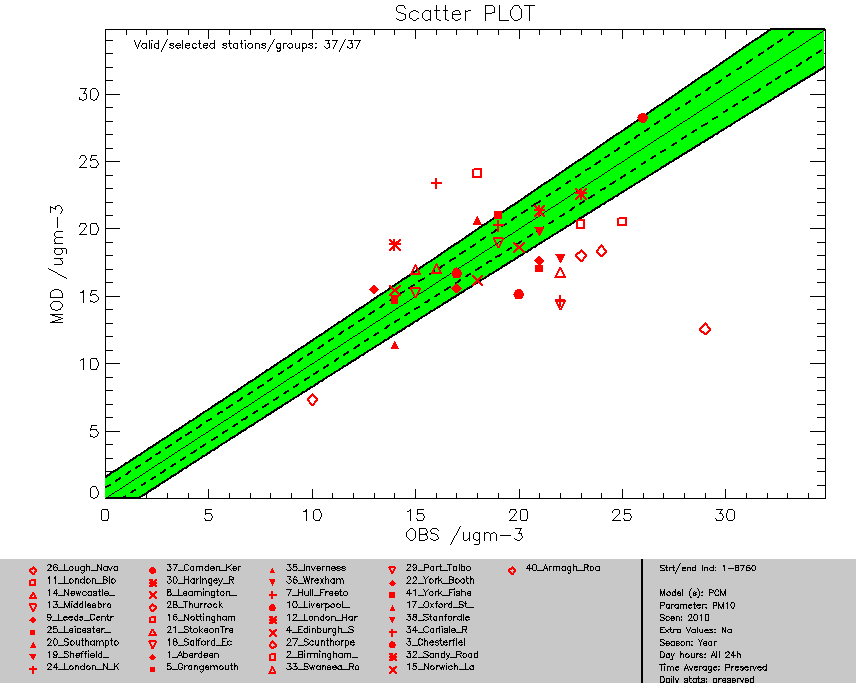 Scatter PLOT
Valid/selected stations/groups: 37/37
MOD /ugm-3
30
25
20
15
10
5
0
0 5 10 15 20 25 30
OBS /ugm-3
26_Lough_Nava
11_London_Blo
14_Newcastle_
13_Middlesbro
9_Leeds_Centr
25_Leicester_
20_Southampto
19_Sheffield_
24_London_N_K
37_Camden_Ker
30_Haringey_R
8_Leamington_
28_Thurrock
16_Nottingham
21_StokeonTre
18_Salford_Ec
1_Aberdeen
5_Grangemouth
35_Inverness
36_Wrexham
7_Hull_Freeto
10_Liverpool_
12_London_Har
4_Edinburgh_S
27_Scunthorpe
2_Birmingham_
33_Swansea_Ro
29_Port_Talbo
22_York_Booth
41_York_Fishe
17_Oxford_St_
38_Stanfordle
34_Carlisle_R
3_Chesterfiel
32_Sandy_Road
15_Norwich_La
40_Armagh_Roa
Strt/end Ind: 1-8760
Model (s): PCM
Parameter: PM10
Scen: 2010
Extra Values: No
Season: Year
Day hours: All 24h
Time Average: Preserved
Daily stats: preserved